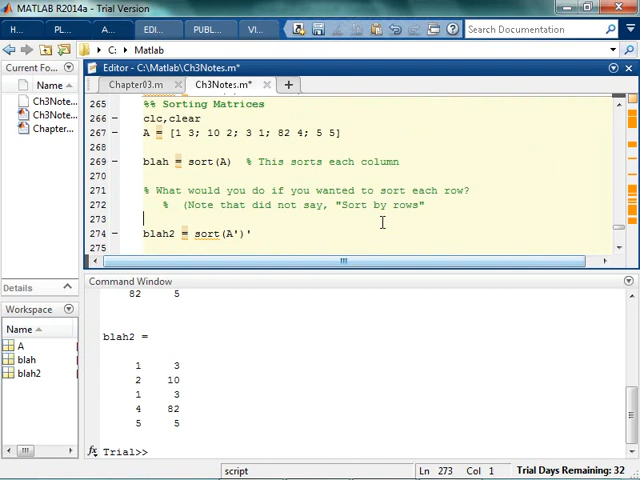 MATLAB R2014a - Trial Version
H... P... A... EDI... PUBL... VI... Search Documentation
C: Matlab
Current Fo...
Name
Ch3Note...
Ch3Note...
Chapter...
Details
Workspace
Name
A
blah
blah2
Editor - C:\Matlab\Ch3Notes.m*
Chapter03.m Ch3Notes.m*
265 %% Sorting Matrices
266 clc,clear
267 A = [1 3; 10 2; 3 1; 82 4; 5 5]
268
269 blah = sort(A) % This sorts each column
270
271 % What would you do if you wanted to sort each row?
272 % (Note that did not say, "Sort by rows"
273
274 blah2 = sort(A')'
275
Command Window
82 5
blah2 =
1 3
2 10
1 3
4 82
5 5
fx Trial>>
script Ln 273 Col 1 Trial Days Remaining: 32